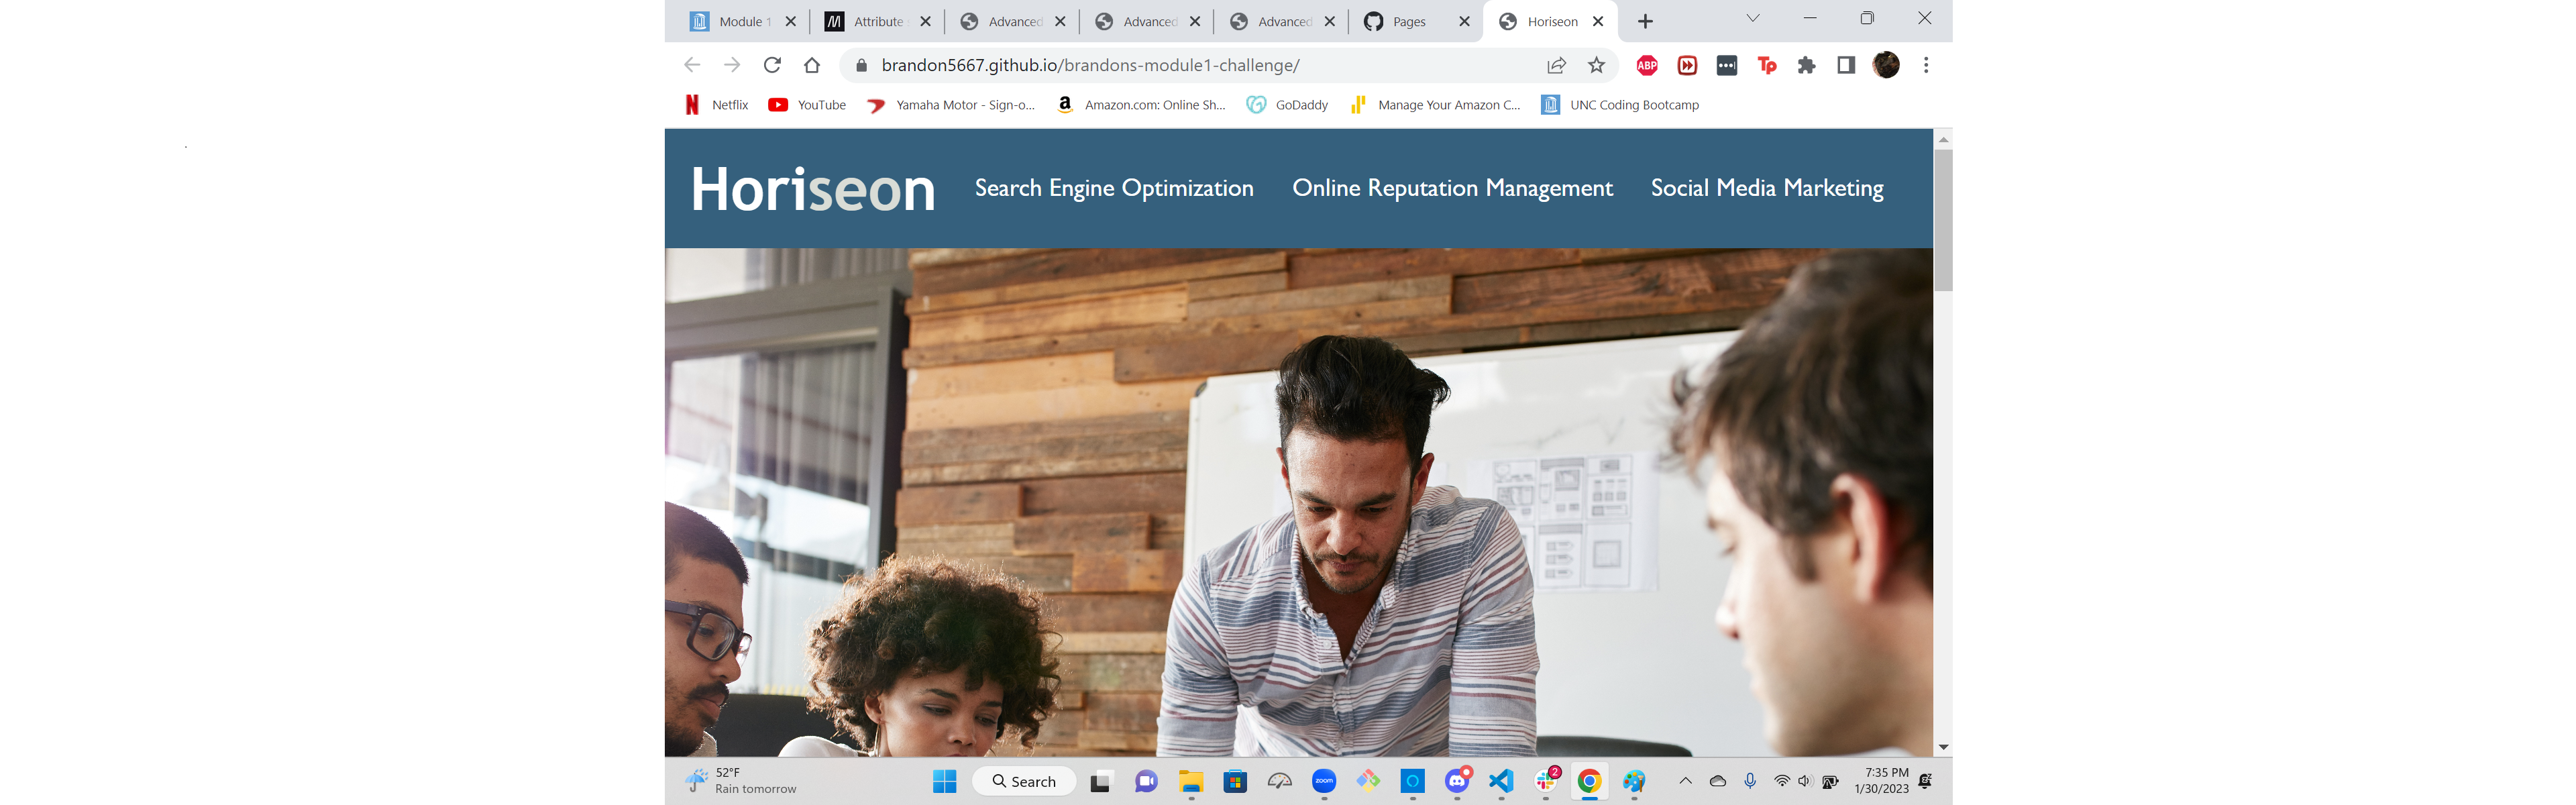 Module 1
Attribute
Advanced
Advanced
Advanced
Pages
Horiseon
brandon5667.github.io/brandons-module1-challenge/
ABP
Tp
Netflix
YouTube
Yamaha Motor - Sign-o...
Amazon.com: Online Sh...
GoDaddy
Manage Your Amazon C...
UNC Coding Bootcamp
Horiseon
Search Engine Optimization
Online Reputation Management
Social Media Marketing
52°F
Rain tomorrow
Search
zoom
2
7:35 PM
1/30/2023